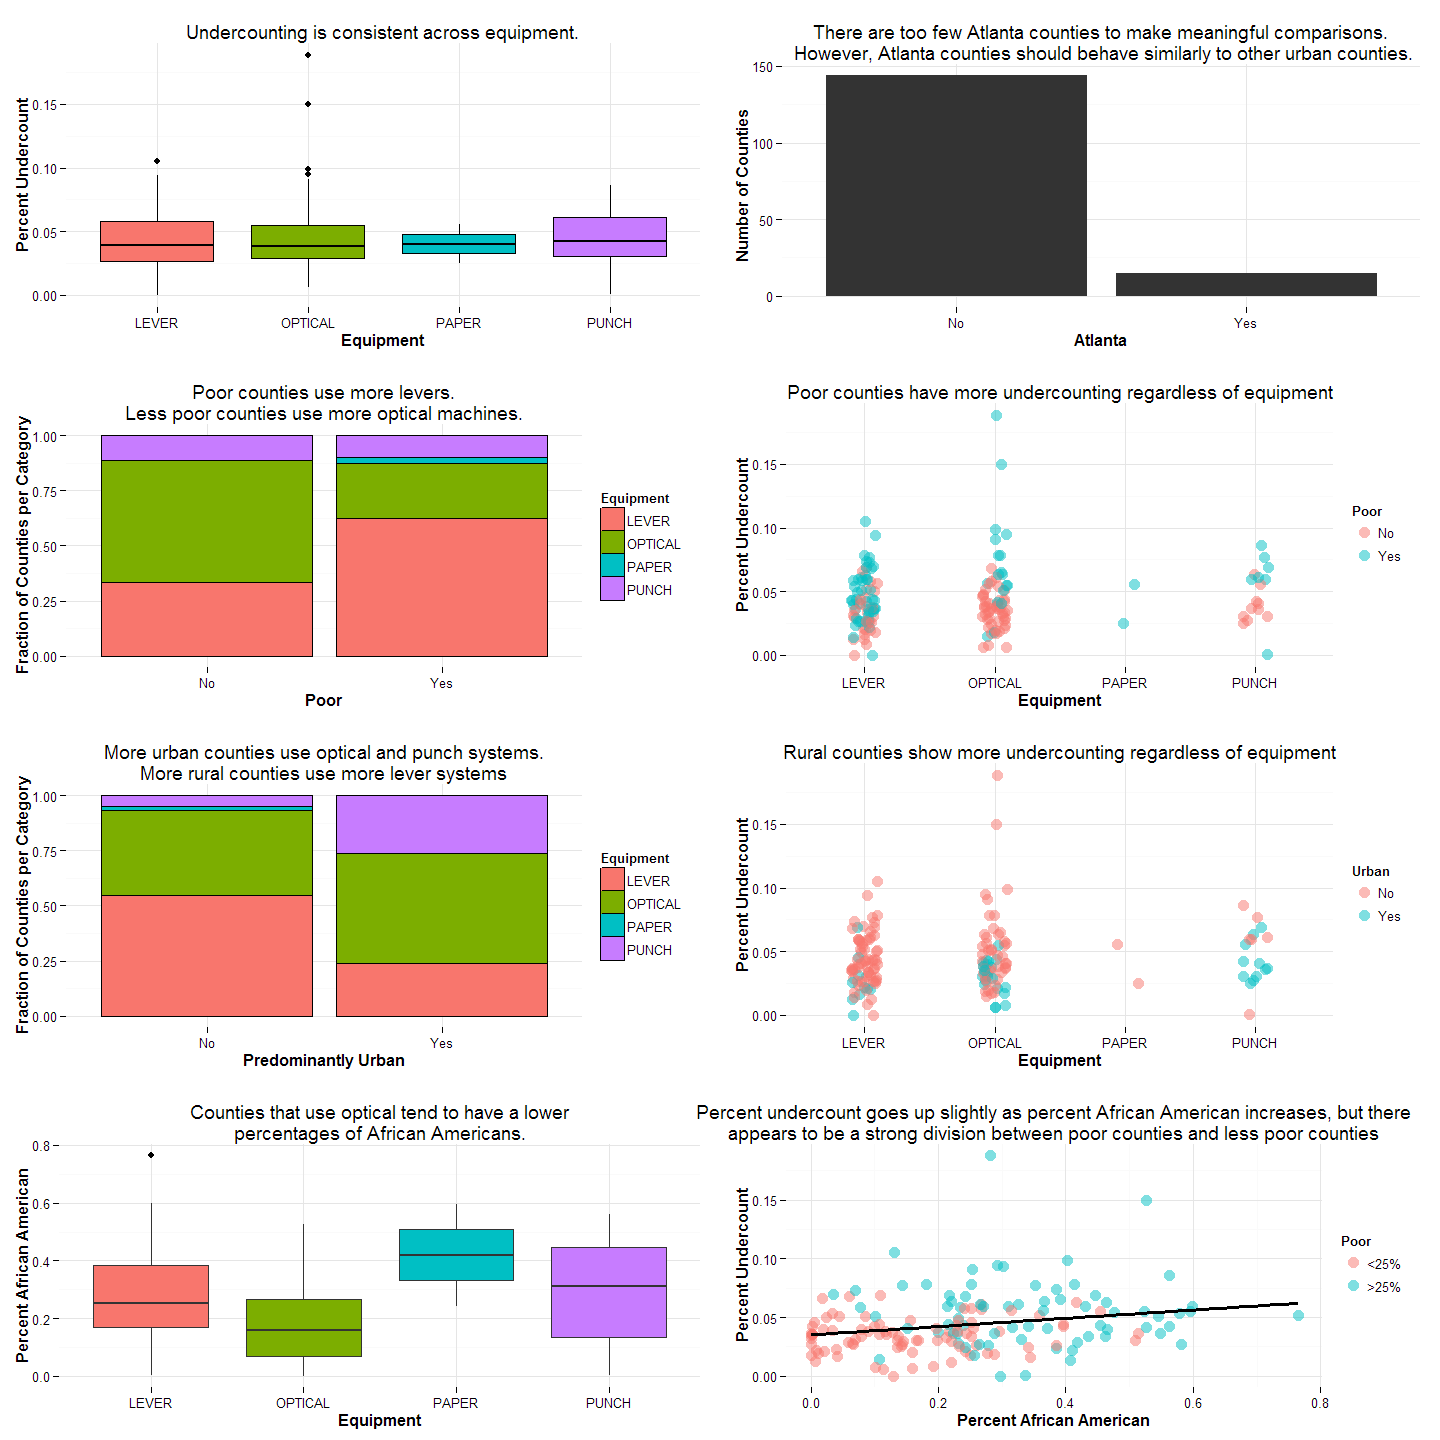 Undercounting is consistent across equipment.
Percent Undercount
0.15
0.10
0.05
0.00
LEVER OPTICAL PAPER PUNCH
Equipment
There are too few Atlanta counties to make meaningful comparisons.
However, Atlanta counties should behave similarly to other urban counties.
Number of Counties
150
100
50
0
No Yes
Atlanta
Poor counties use more levers.
Less poor counties use more optical machines.
Fraction of Counties per Category
1.00
0.75
0.50
0.25
0.00
No Yes
Poor
Equipment
LEVER
OPTICAL
PAPER
PUNCH
Poor counties have more undercounting regardless of equipment
Percent Undercount
0.15
0.10
0.05
0.00
LEVER OPTICAL PAPER PUNCH
Equipment
Poor
No
Yes
More urban counties use optical and punch systems.
More rural counties use more lever systems
Fraction of Counties per Category
1.00
0.75
0.50
0.25
0.00
No Yes
Predominantly Urban
Equipment
LEVER
OPTICAL
PAPER
PUNCH
Rural counties show more undercounting regardless of equipment
Percent Undercount
0.15
0.10
0.05
0.00
LEVER OPTICAL PAPER PUNCH
Equipment
Urban
No
Yes
Counties that use optical tend to have a lower
percentages of African Americans.
Percent African American
0.8
0.6
0.4
0.2
0.0
LEVER OPTICAL PAPER PUNCH
Equipment
Percent undercount goes up slightly as percent African American increases, but there
appears to be a strong division between poor counties and less poor counties
Percent Undercount
0.15
0.10
0.05
0.00
0.0 0.2 0.4 0.6 0.8
Percent African American
Poor
<25%
>25%